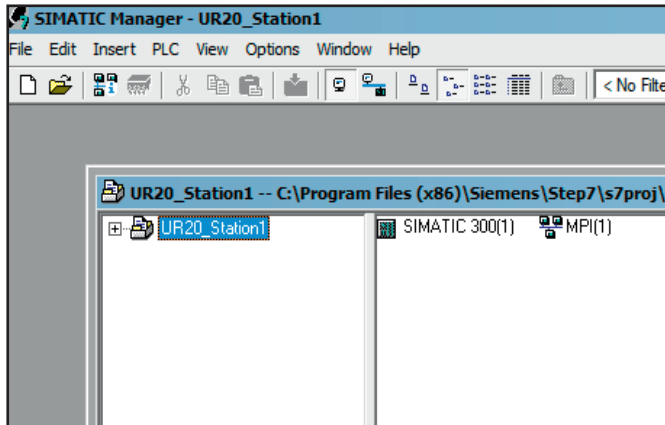 SIMATIC Manager - UR20_Station1
File Edit Insert PLC View Options Window Help
< No Filte
UR20_Station1 -- C:\Program Files (x86)\Siemens\Step7\s7proj\
UR20_Station1
SIMATIC 300(1) MPI(1)